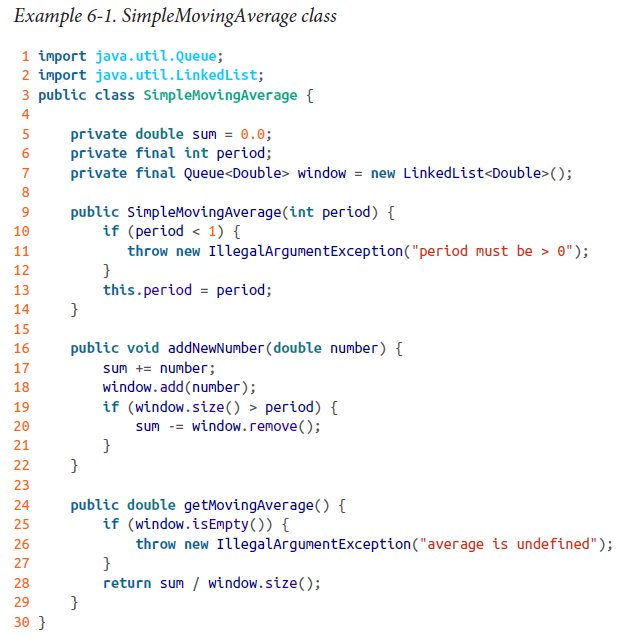 Example 6-1. SimpleMovingAverage class
1 import java.util.Queue;
2 import java.util.LinkedList;
3 public class SimpleMovingAverage {
4
5     private double sum = 0.0;
6     private final int period;
7     private final Queue<Double> window = new LinkedList<Double>();
8
9     public SimpleMovingAverage(int period) {
10         if (period < 1) {
11            throw new IllegalArgumentException("period must be > 0");
12         }
13         this.period = period;
14     }
15
16     public void addNewNumber(double number) {
17         sum += number;
18         window.add(number);
19         if (window.size() > period) {
20             sum -= window.remove();
21         }
22     }
23
24     public double getMovingAverage() {
25         if (window.isEmpty()) {
26             throw new IllegalArgumentException("average is undefined");
27         }
28         return sum / window.size();
29     }
30 }